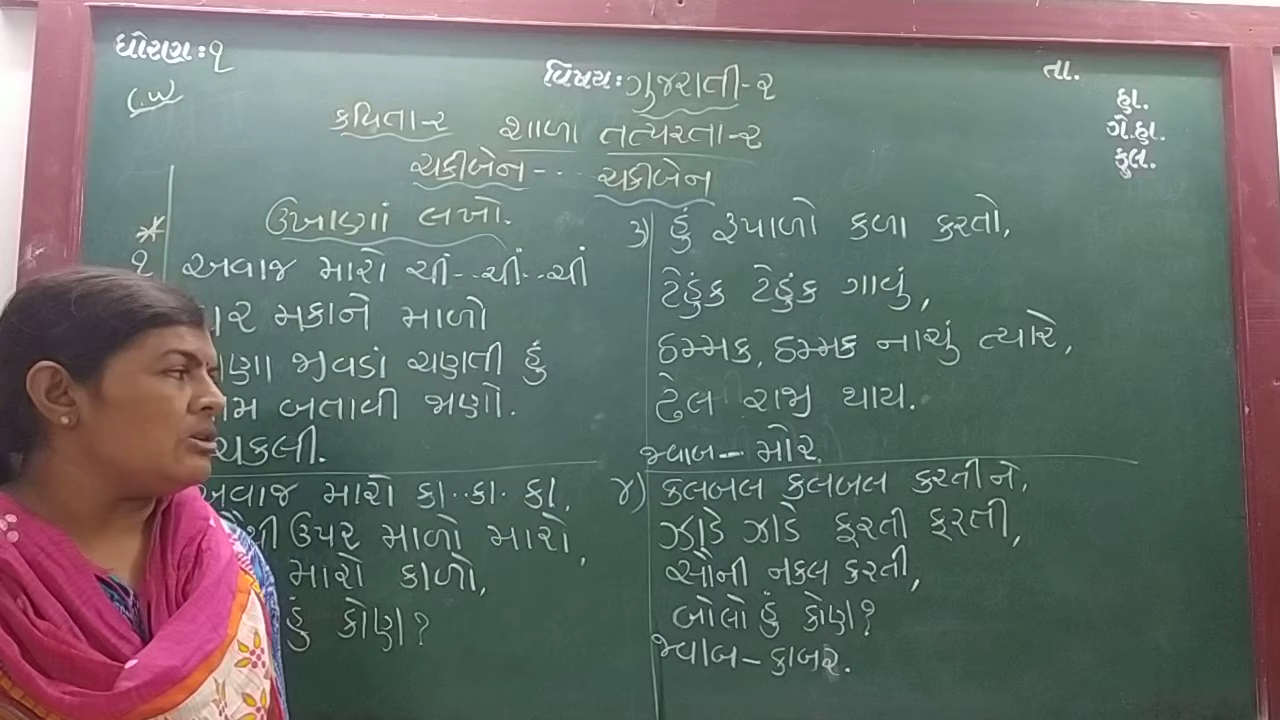 ધોરણ: ૧
વિષય: ગુજરાતી-૨
તા.
C.W
હા.
ગે.હા.
કુલ.
કવિતા-૨ શાળા તત્પરતા-૨
ચકીબેન--.. ચકીબેન
* ઉખાણાં લખો.
૧ અવાજ મારો ચીં--ચીં..ચીં
મકાને માળો
જીવડાં ચણતી હું
બતાવી જાણો.
ચકલી.
અવાજ મારો કા..કા. કા,
ઉપર માળો મારો,
મારો કાળો,
હું કોણ?
૩) હું રૂપાળો કળા કરતો,
ટેહુંક ટેહુંક ગાવું,
ઠમ્મક, ઠમ્મક નાચું ત્યારે,
ઢેલ રાજી થાય.
જવાબ-- મોર.
૪) કલબલ કલબલ કરતીને,
ઝાડે ઝાડે ફરતી ફરતી,
સૌની નકલ કરતી,
બોલો હું કોણ?
જવાબ- કાબર.